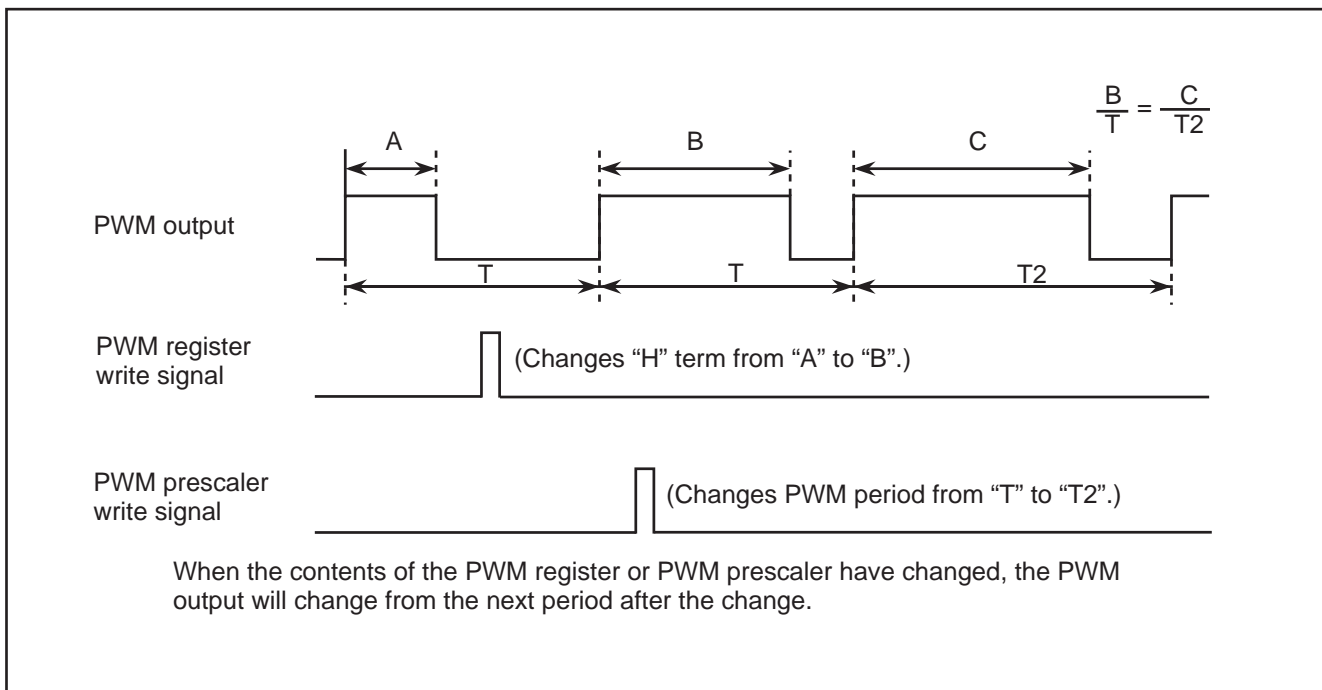 B
T
=
C
T2
A
B
C
PWM output
T
T
T2
PWM register
write signal
(Changes “H” term from “A” to “B”.)
PWM prescaler
write signal
(Changes PWM period from “T” to “T2”.)
When the contents of the PWM register or PWM prescaler have changed, the PWM
output will change from the next period after the change.